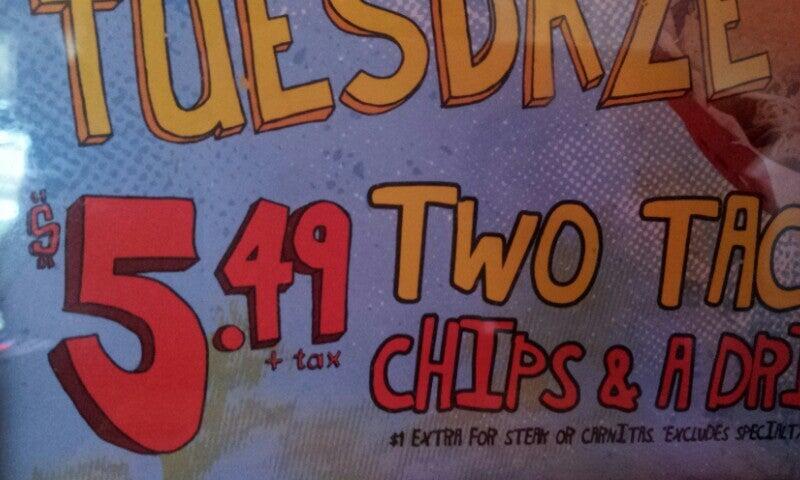 TUESDAZE
$5.49 TWO TAC
+ tax
CHIPS & A DRI
$1 EXTRA FOR STEAK OR CARNITAS. *EXCLUDES SPECIALT